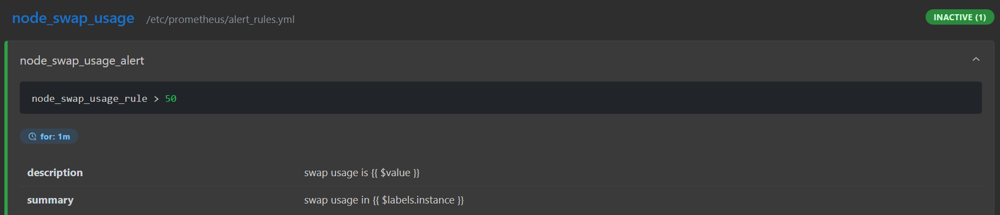 node_swap_usage /etc/prometheus/alert_rules.yml INACTIVE (1)
node_swap_usage_alert
node_swap_usage_rule > 50
for: 1m
description swap usage is {{ $value }}
summary swap usage in {{ $labels.instance }}